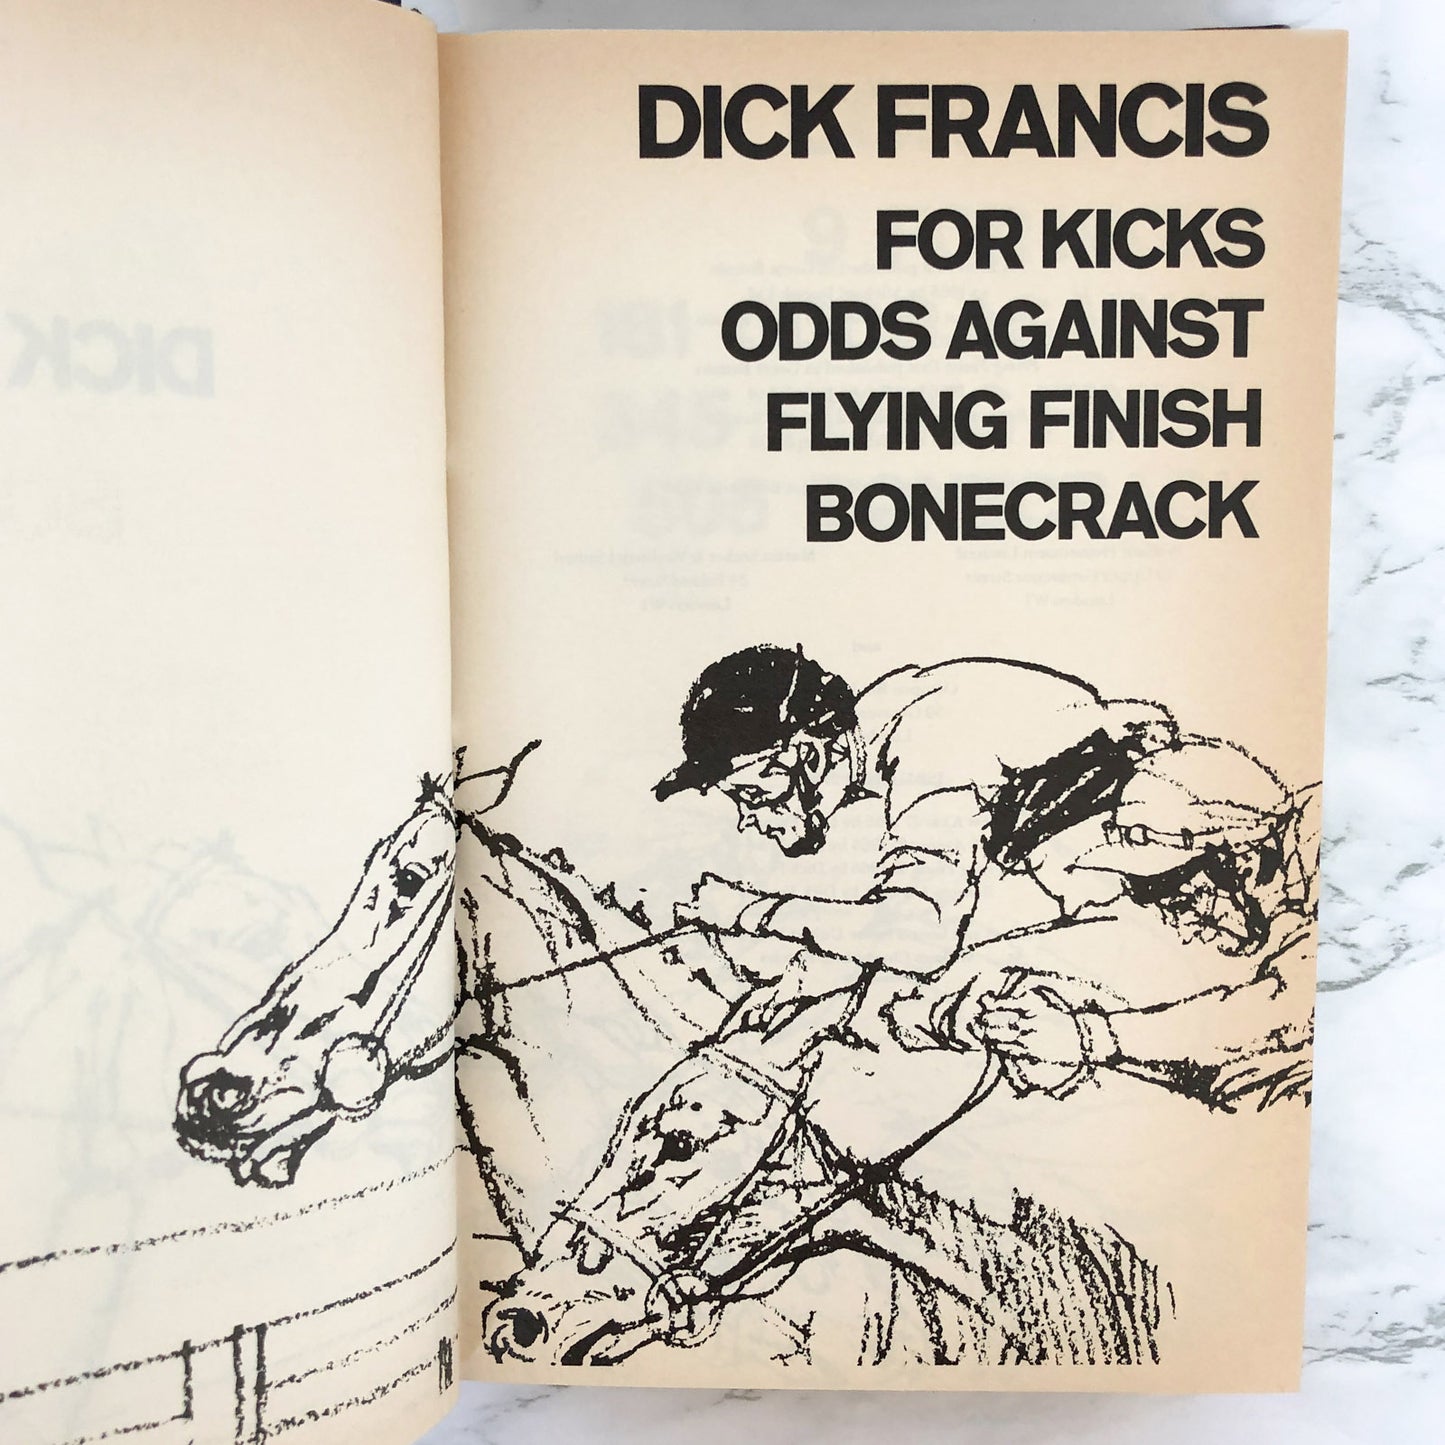 DICK FRANCIS
FOR KICKS
ODDS AGAINST
FLYING FINISH
BONECRACK